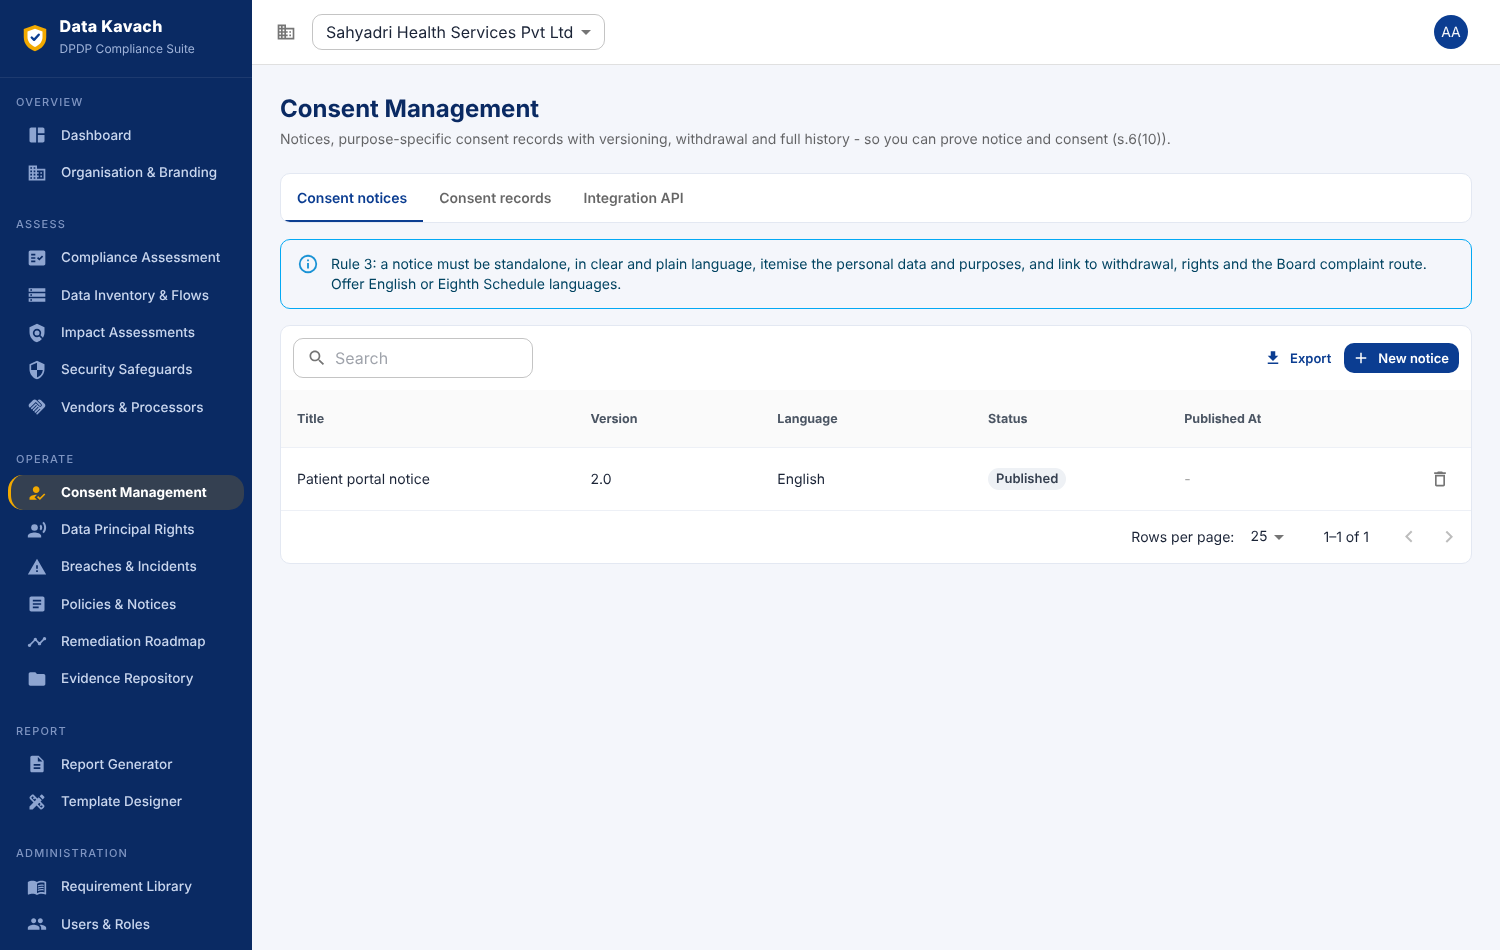 Data Kavach
DPDP Compliance Suite
OVERVIEW
Dashboard
Organisation & Branding
ASSESS
Compliance Assessment
Data Inventory & Flows
Impact Assessments
Security Safeguards
Vendors & Processors
OPERATE
Consent Management
Data Principal Rights
Breaches & Incidents
Policies & Notices
Remediation Roadmap
Evidence Repository
REPORT
Report Generator
Template Designer
ADMINISTRATION
Requirement Library
Users & Roles
Sahyadri Health Services Pvt Ltd
AA
Consent Management
Notices, purpose-specific consent records with versioning, withdrawal and full history - so you can prove notice and consent (s.6(10)).
Consent notices Consent records Integration API
Rule 3: a notice must be standalone, in clear and plain language, itemise the personal data and purposes, and link to withdrawal, rights and the Board complaint route.
Offer English or Eighth Schedule languages.
Search Export New notice
Title Version Language Status Published At
Patient portal notice 2.0 English Published -
Rows per page: 25 1–1 of 1